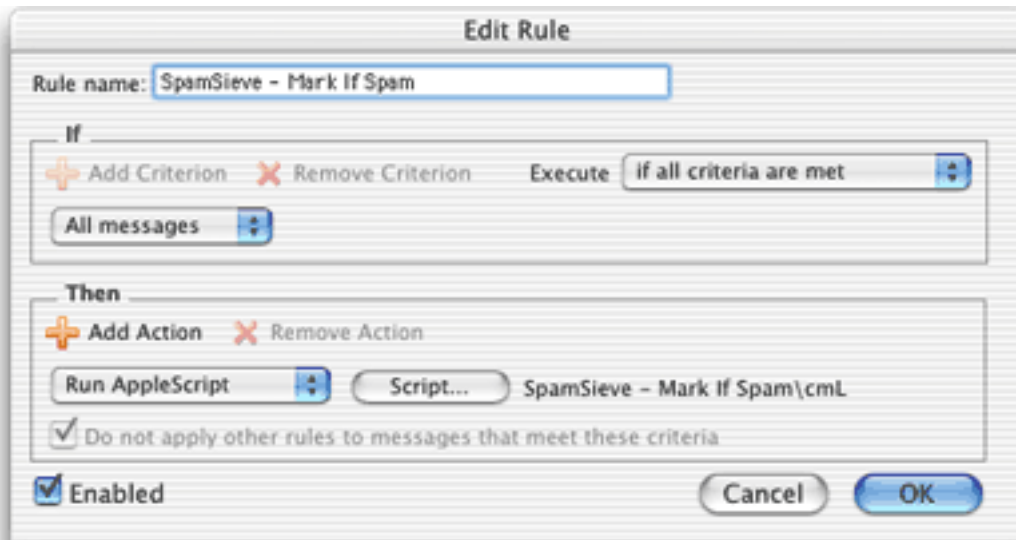 Edit Rule
Rule name: SpamSieve - Mark If Spam
If
Add Criterion Remove Criterion Execute if all criteria are met
All messages
Then
Add Action Remove Action
Run AppleScript Script... SpamSieve - Mark If Spam\cmL
Do not apply other rules to messages that meet these criteria
Enabled Cancel OK